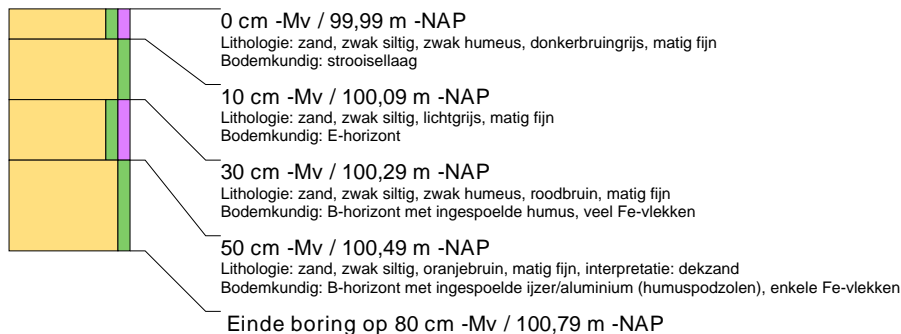 0 cm -Mv / 99,99 m -NAP
Lithologie: zand, zwak siltig, zwak humeus, donkerbruingrijs, matig fijn
Bodemkundig: strooisellaag
10 cm -Mv / 100,09 m -NAP
Lithologie: zand, zwak siltig, lichtgrijs, matig fijn
Bodemkundig: E-horizont
30 cm -Mv / 100,29 m -NAP
Lithologie: zand, zwak siltig, zwak humeus, roodbruin, matig fijn
Bodemkundig: B-horizont met ingespoelde humus, veel Fe-vlekken
50 cm -Mv / 100,49 m -NAP
Lithologie: zand, zwak siltig, oranjebruin, matig fijn, interpretatie: dekzand
Bodemkundig: B-horizont met ingespoelde ijzer/aluminium (humuspodzolen), enkele Fe-vlekken
Einde boring op 80 cm -Mv / 100,79 m -NAP